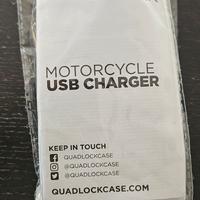 MOTORCYCLE
USB CHARGER
KEEP IN TOUCH
QUADLOCKCASE
QUADLOCKCASE
QUADLOCKCASE
QUADLOCKCASE.COM